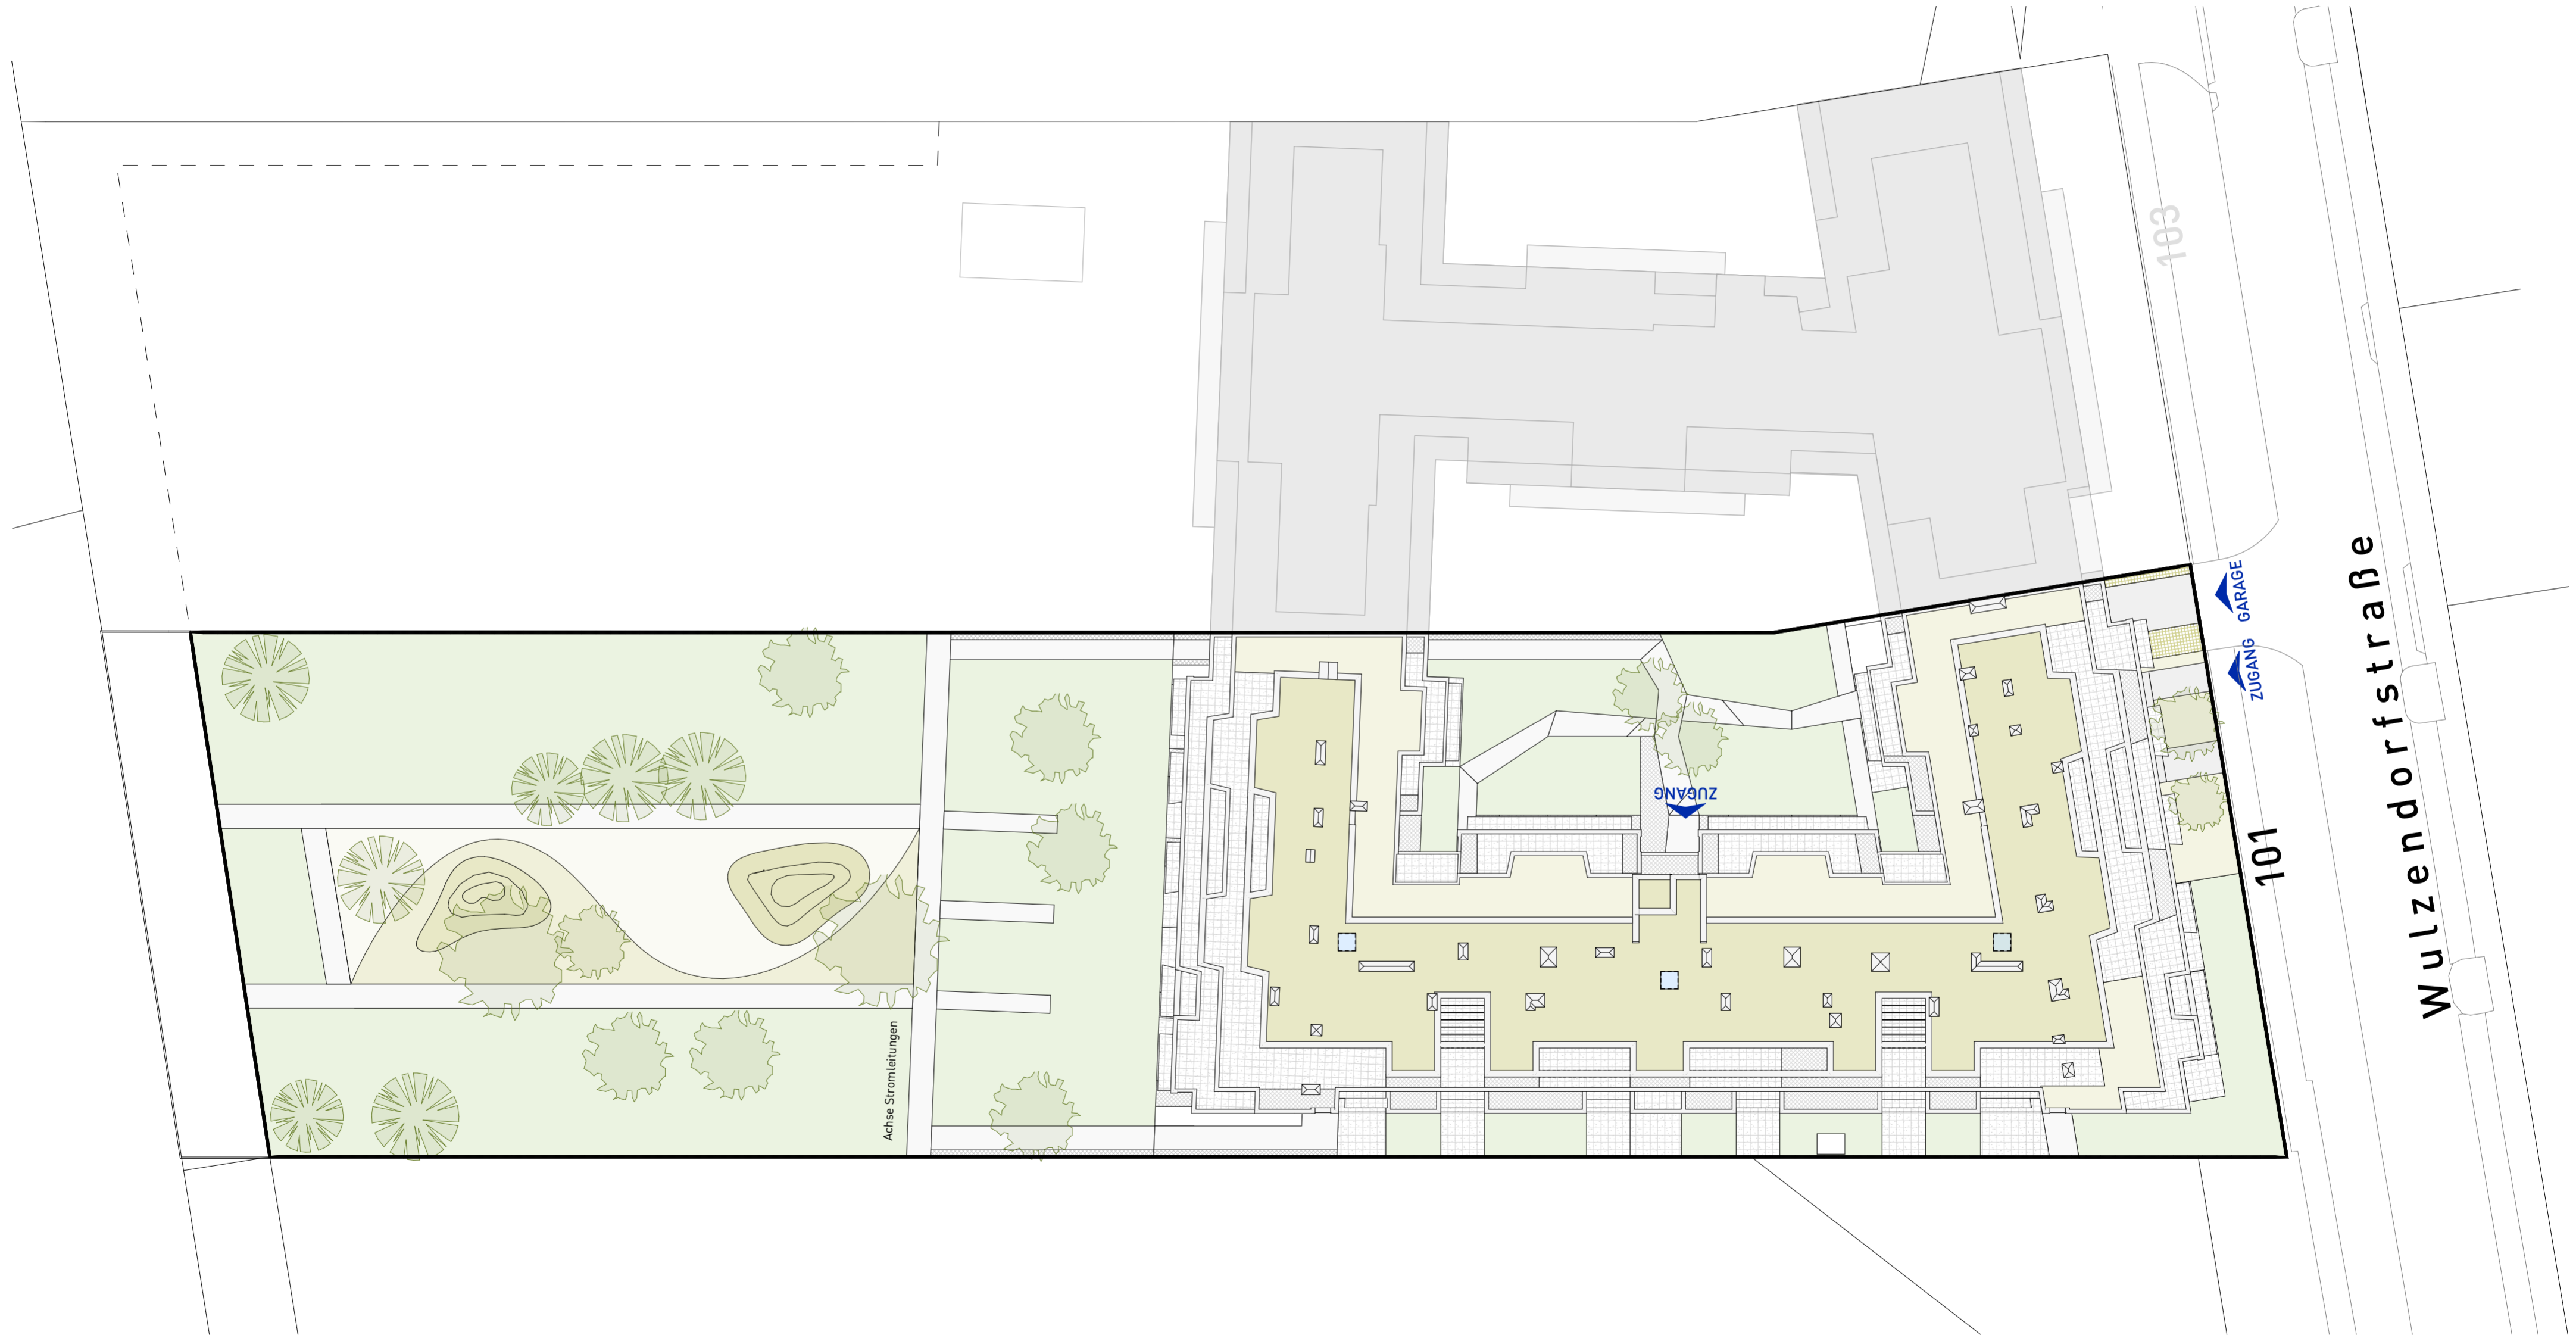 103
GARAGE
ZUGANG
Wulzendorfstraße
101
ZUGANG
Achse Stromleitungen